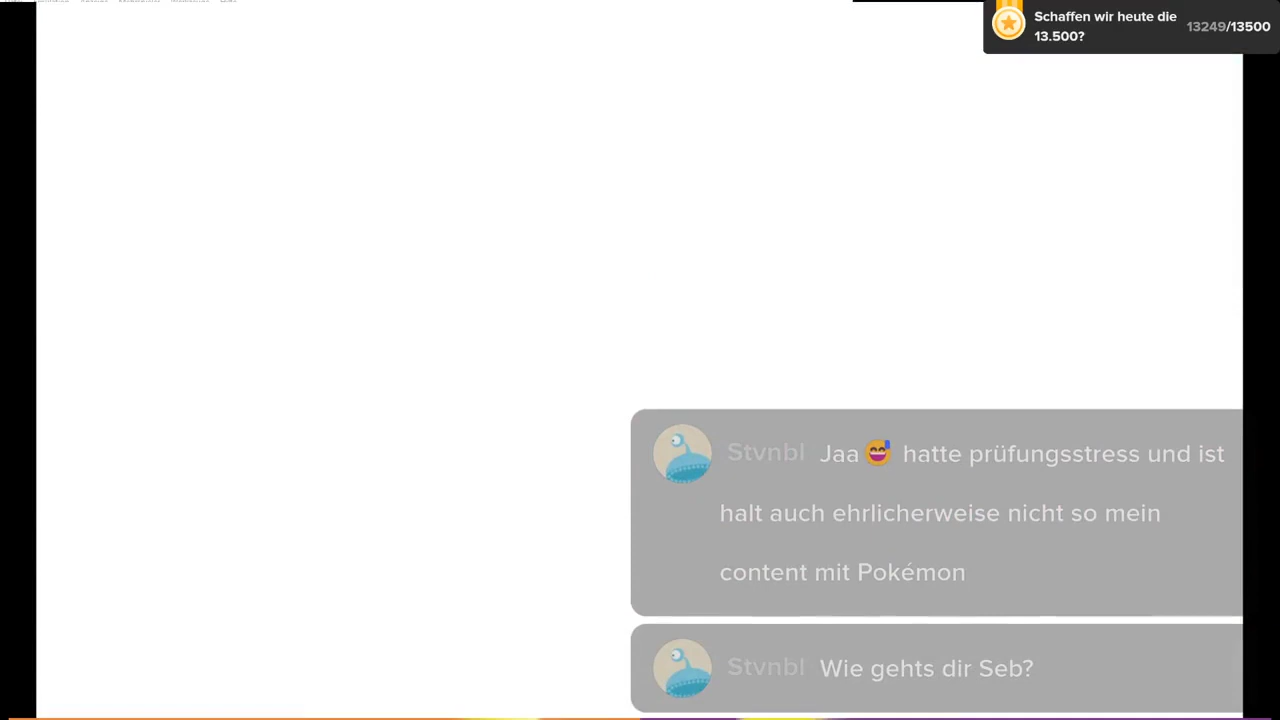 Schaffen wir heute die
13.500?
13249/13500
Stvnbl Jaa😅 hatte prüfungsstress und ist
halt auch ehrlicherweise nicht so mein
content mit Pokémon
Stvnbl Wie gehts dir Seb?